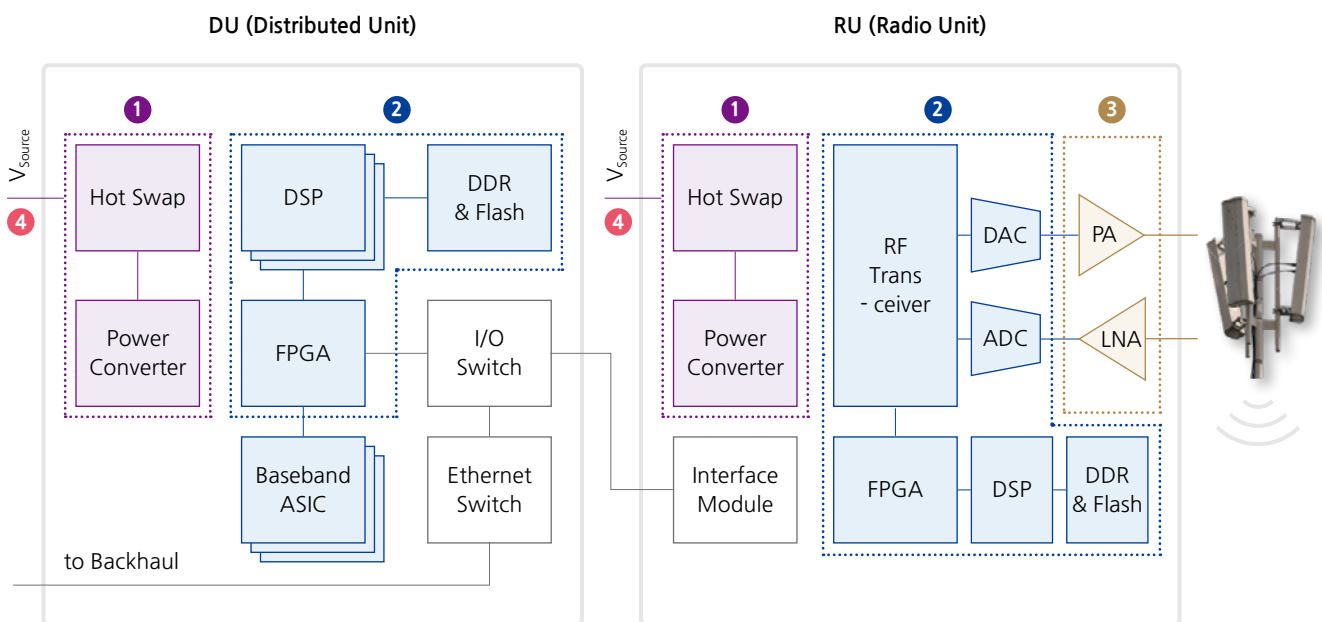 DU (Distributed Unit)
RU (Radio Unit)
1
2
1
2
3
VSource
4
Hot Swap
DSP
DDR
& Flash
Power
Converter
FPGA
I/O
Switch
Baseband
ASIC
Ethernet
Switch
to Backhaul
VSource
4
Hot Swap
Power
Converter
Interface
Module
RF
Trans
- ceiver
DAC
PA
ADC
LNA
FPGA
DSP
DDR
& Flash